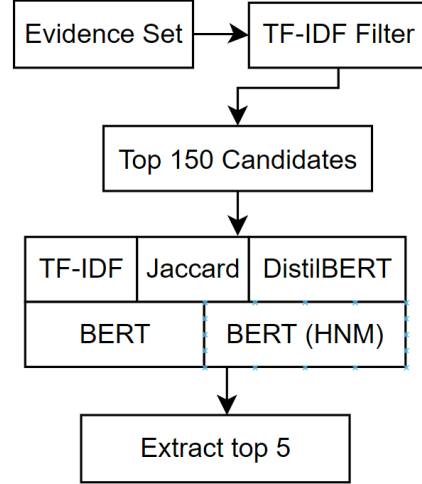 Evidence Set
TF-IDF Filter
Top 150 Candidates
TF-IDF
Jaccard
DistilBERT
BERT
BERT (HNM)
Extract top 5